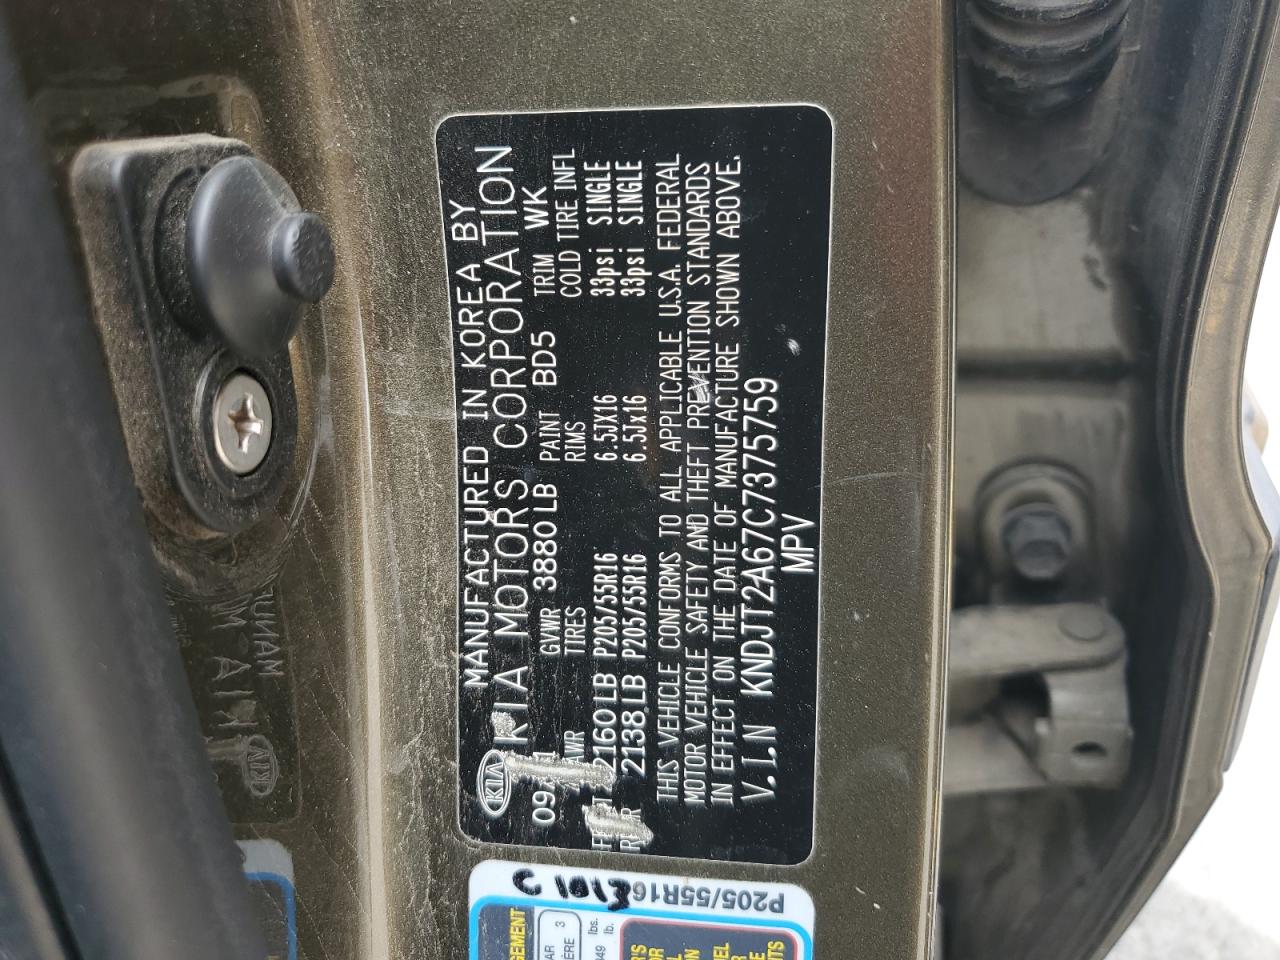 KIA MANUFACTURED IN KOREA BY
KIA MOTORS CORPORATION
GVWR 3880 LB PAINT BD5 TRIM WK
TIRES RIMS COLD TIRE INFL
2160 LB P205/55R16 6.5JX16 33psi SINGLE
2138 LB P205/55R16 6.5Jx16 33psi SINGLE
THIS VEHICLE CONFORMS TO ALL APPLICABLE U.S.A. FEDERAL
MOTOR VEHICLE SAFETY AND THEFT PREVENTION STANDARDS
IN EFFECT ON THE DATE OF MANUFACTURE SHOWN ABOVE.
V.I.N KNDJT2A67C7375759
MPV
P205/55R16